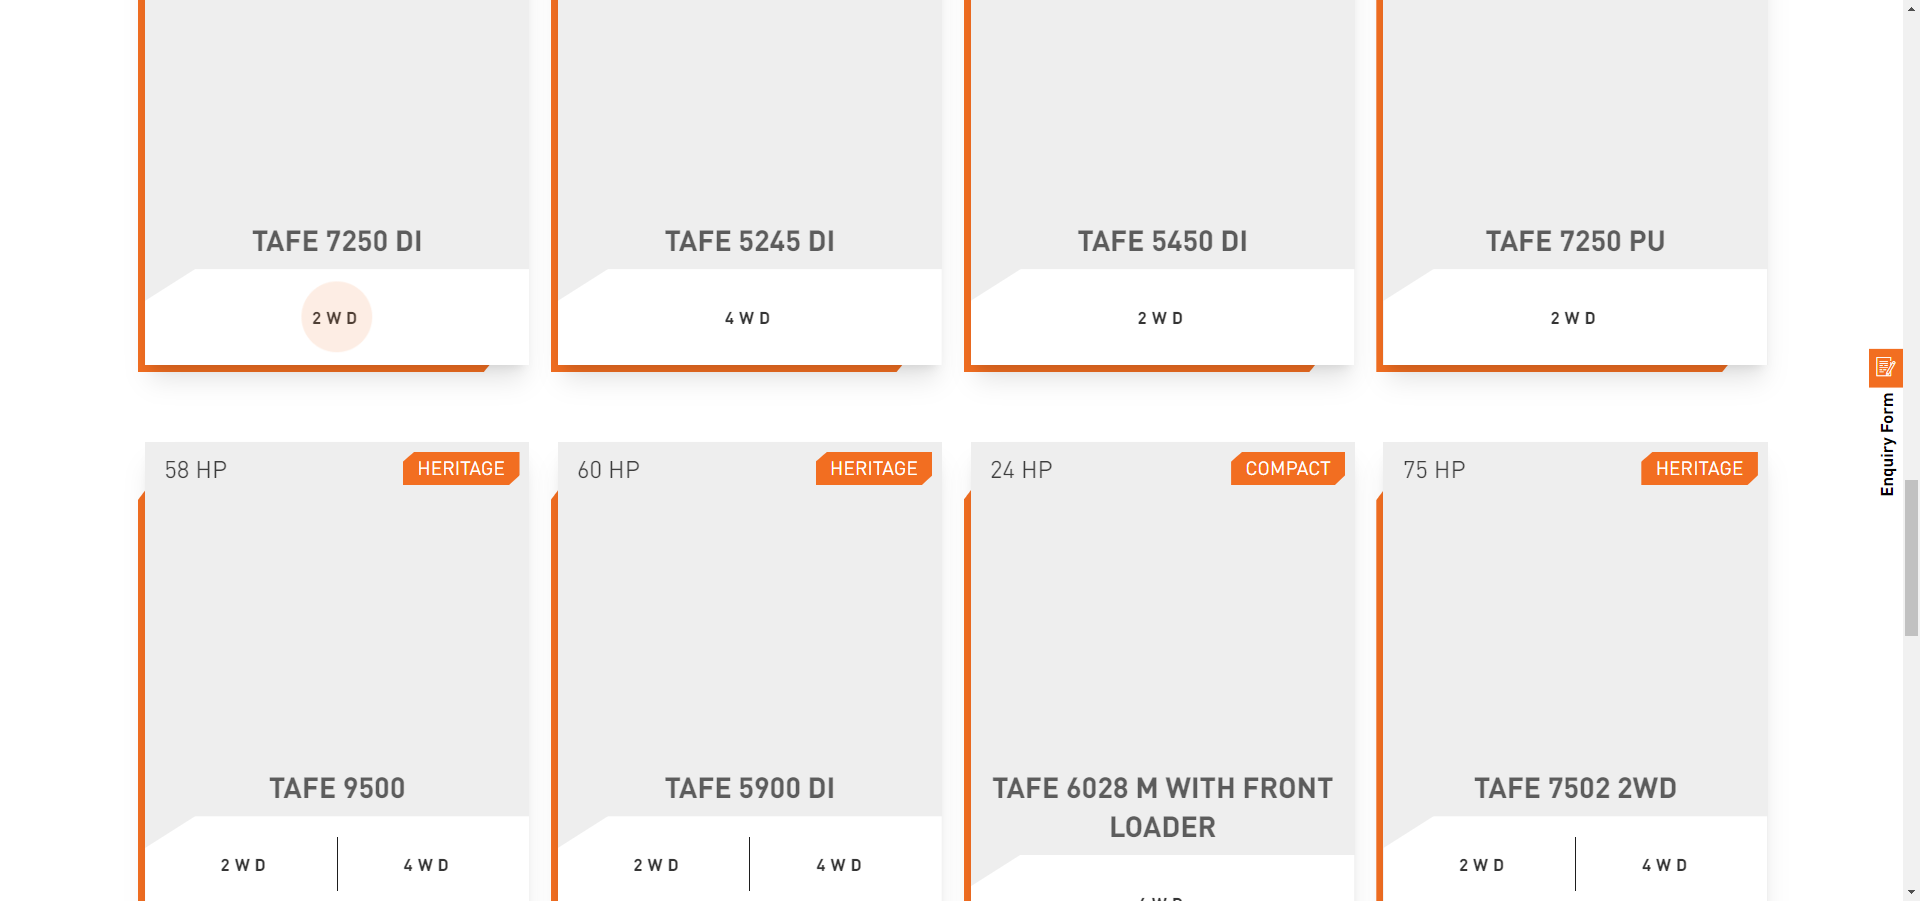 TAFE 7250 DI
TAFE 5245 DI
TAFE 5450 DI
TAFE 7250 PU
2 W D
4 W D
2 W D
2 W D
Enquiry Form
58 HP
HERITAGE
60 HP
HERITAGE
24 HP
COMPACT
75 HP
HERITAGE
TAFE 9500
TAFE 5900 DI
TAFE 6028 M WITH FRONT
LOADER
TAFE 7502 2WD
2 W D
4 W D
2 W D
4 W D
2 W D
4 W D